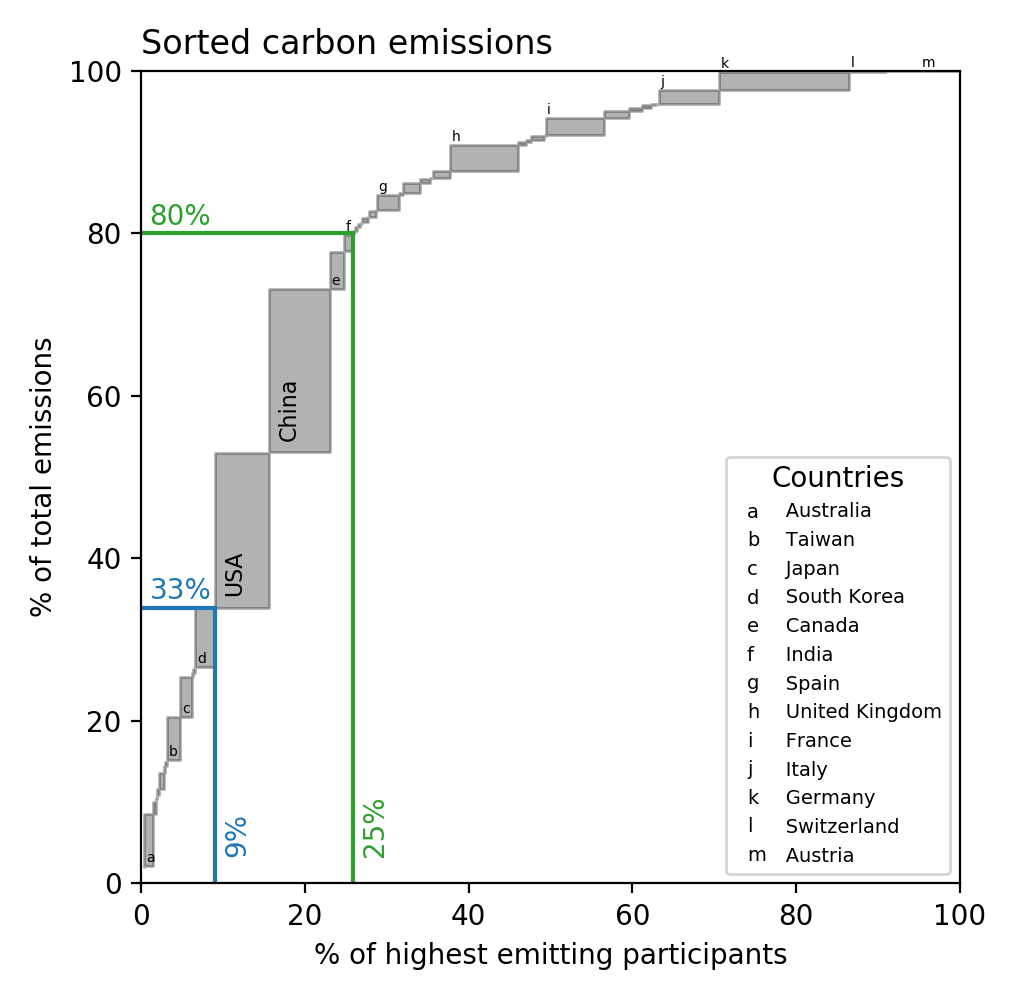 Sorted carbon emissions
% of total emissions
100
80
60
40
20
0
0 20 40 60 80 100
% of highest emitting participants
80%
33%
9%
25%
USA
China
a
b
c
d
e
f
g
h
i
j
k
l
m
Countries
a Australia
b Taiwan
c Japan
d South Korea
e Canada
f India
g Spain
h United Kingdom
i France
j Italy
k Germany
l Switzerland
m Austria